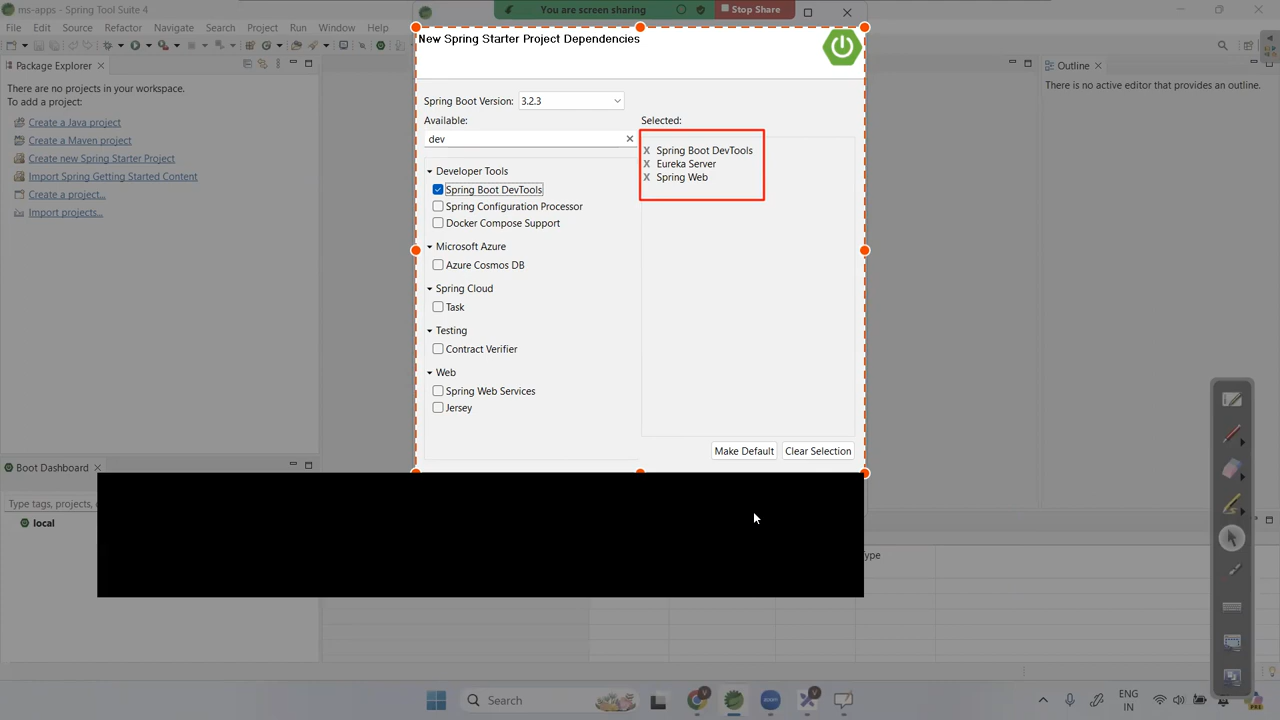 ms-apps - Spring Tool Suite 4
You are screen sharing
Stop Share
File Edit Source Refactor Navigate Search Project Run Window Help
Package Explorer
There are no projects in your workspace.
To add a project:
Create a Java project
Create a Maven project
Create new Spring Starter Project
Import Spring Getting Started Content
Create a project...
Import projects...
New Spring Starter Project Dependencies
Spring Boot Version: 3.2.3
Available:
dev
Developer Tools
Spring Boot DevTools
Spring Configuration Processor
Docker Compose Support
Microsoft Azure
Azure Cosmos DB
Spring Cloud
Task
Testing
Contract Verifier
Web
Spring Web Services
Jersey
Selected:
X Spring Boot DevTools
X Eureka Server
X Spring Web
Make Default Clear Selection
Outline
There is no active editor that provides an outline.
Boot Dashboard
Type tags, projects,
local
Search
ENG
IN